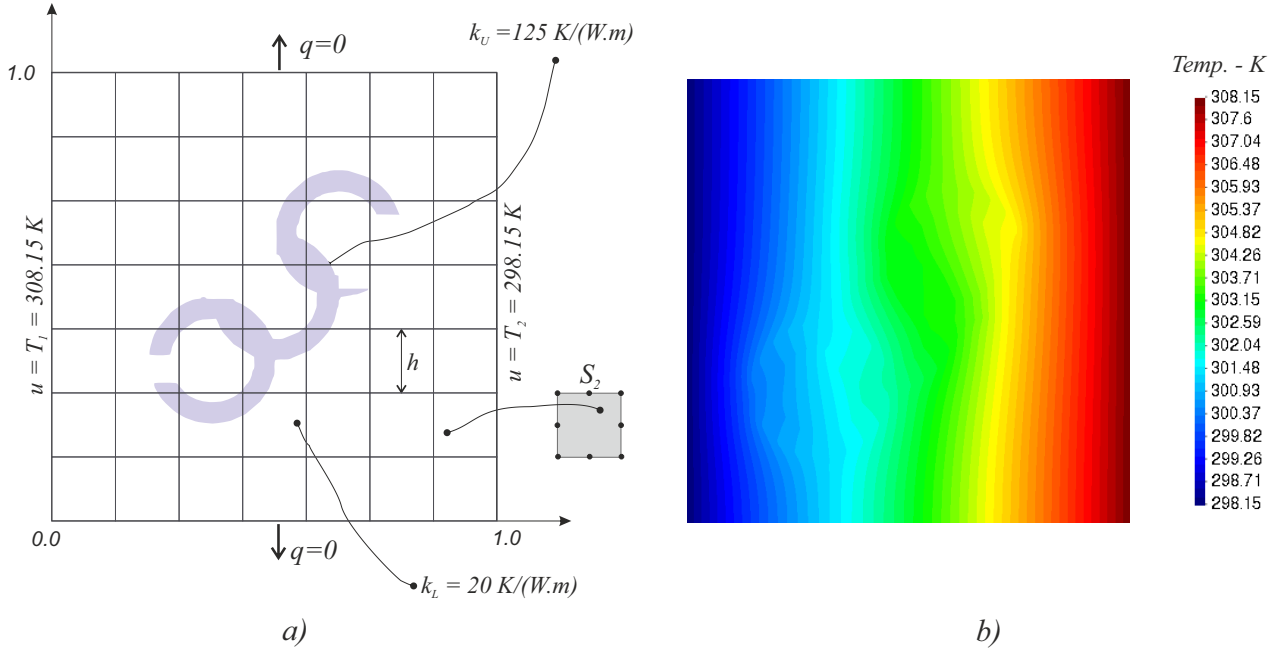 q=0
k_U =125 K/(W.m)
1.0
u = T_1 = 308.15 K
u = T_2 = 298.15 K
h
S_2
0.0
1.0
q=0
k_L = 20 K/(W.m)
a)
Temp. - K
308.15
307.6
307.04
306.48
305.93
305.37
304.82
304.26
303.71
303.15
302.59
302.04
301.48
300.93
300.37
299.82
299.26
298.71
298.15
b)